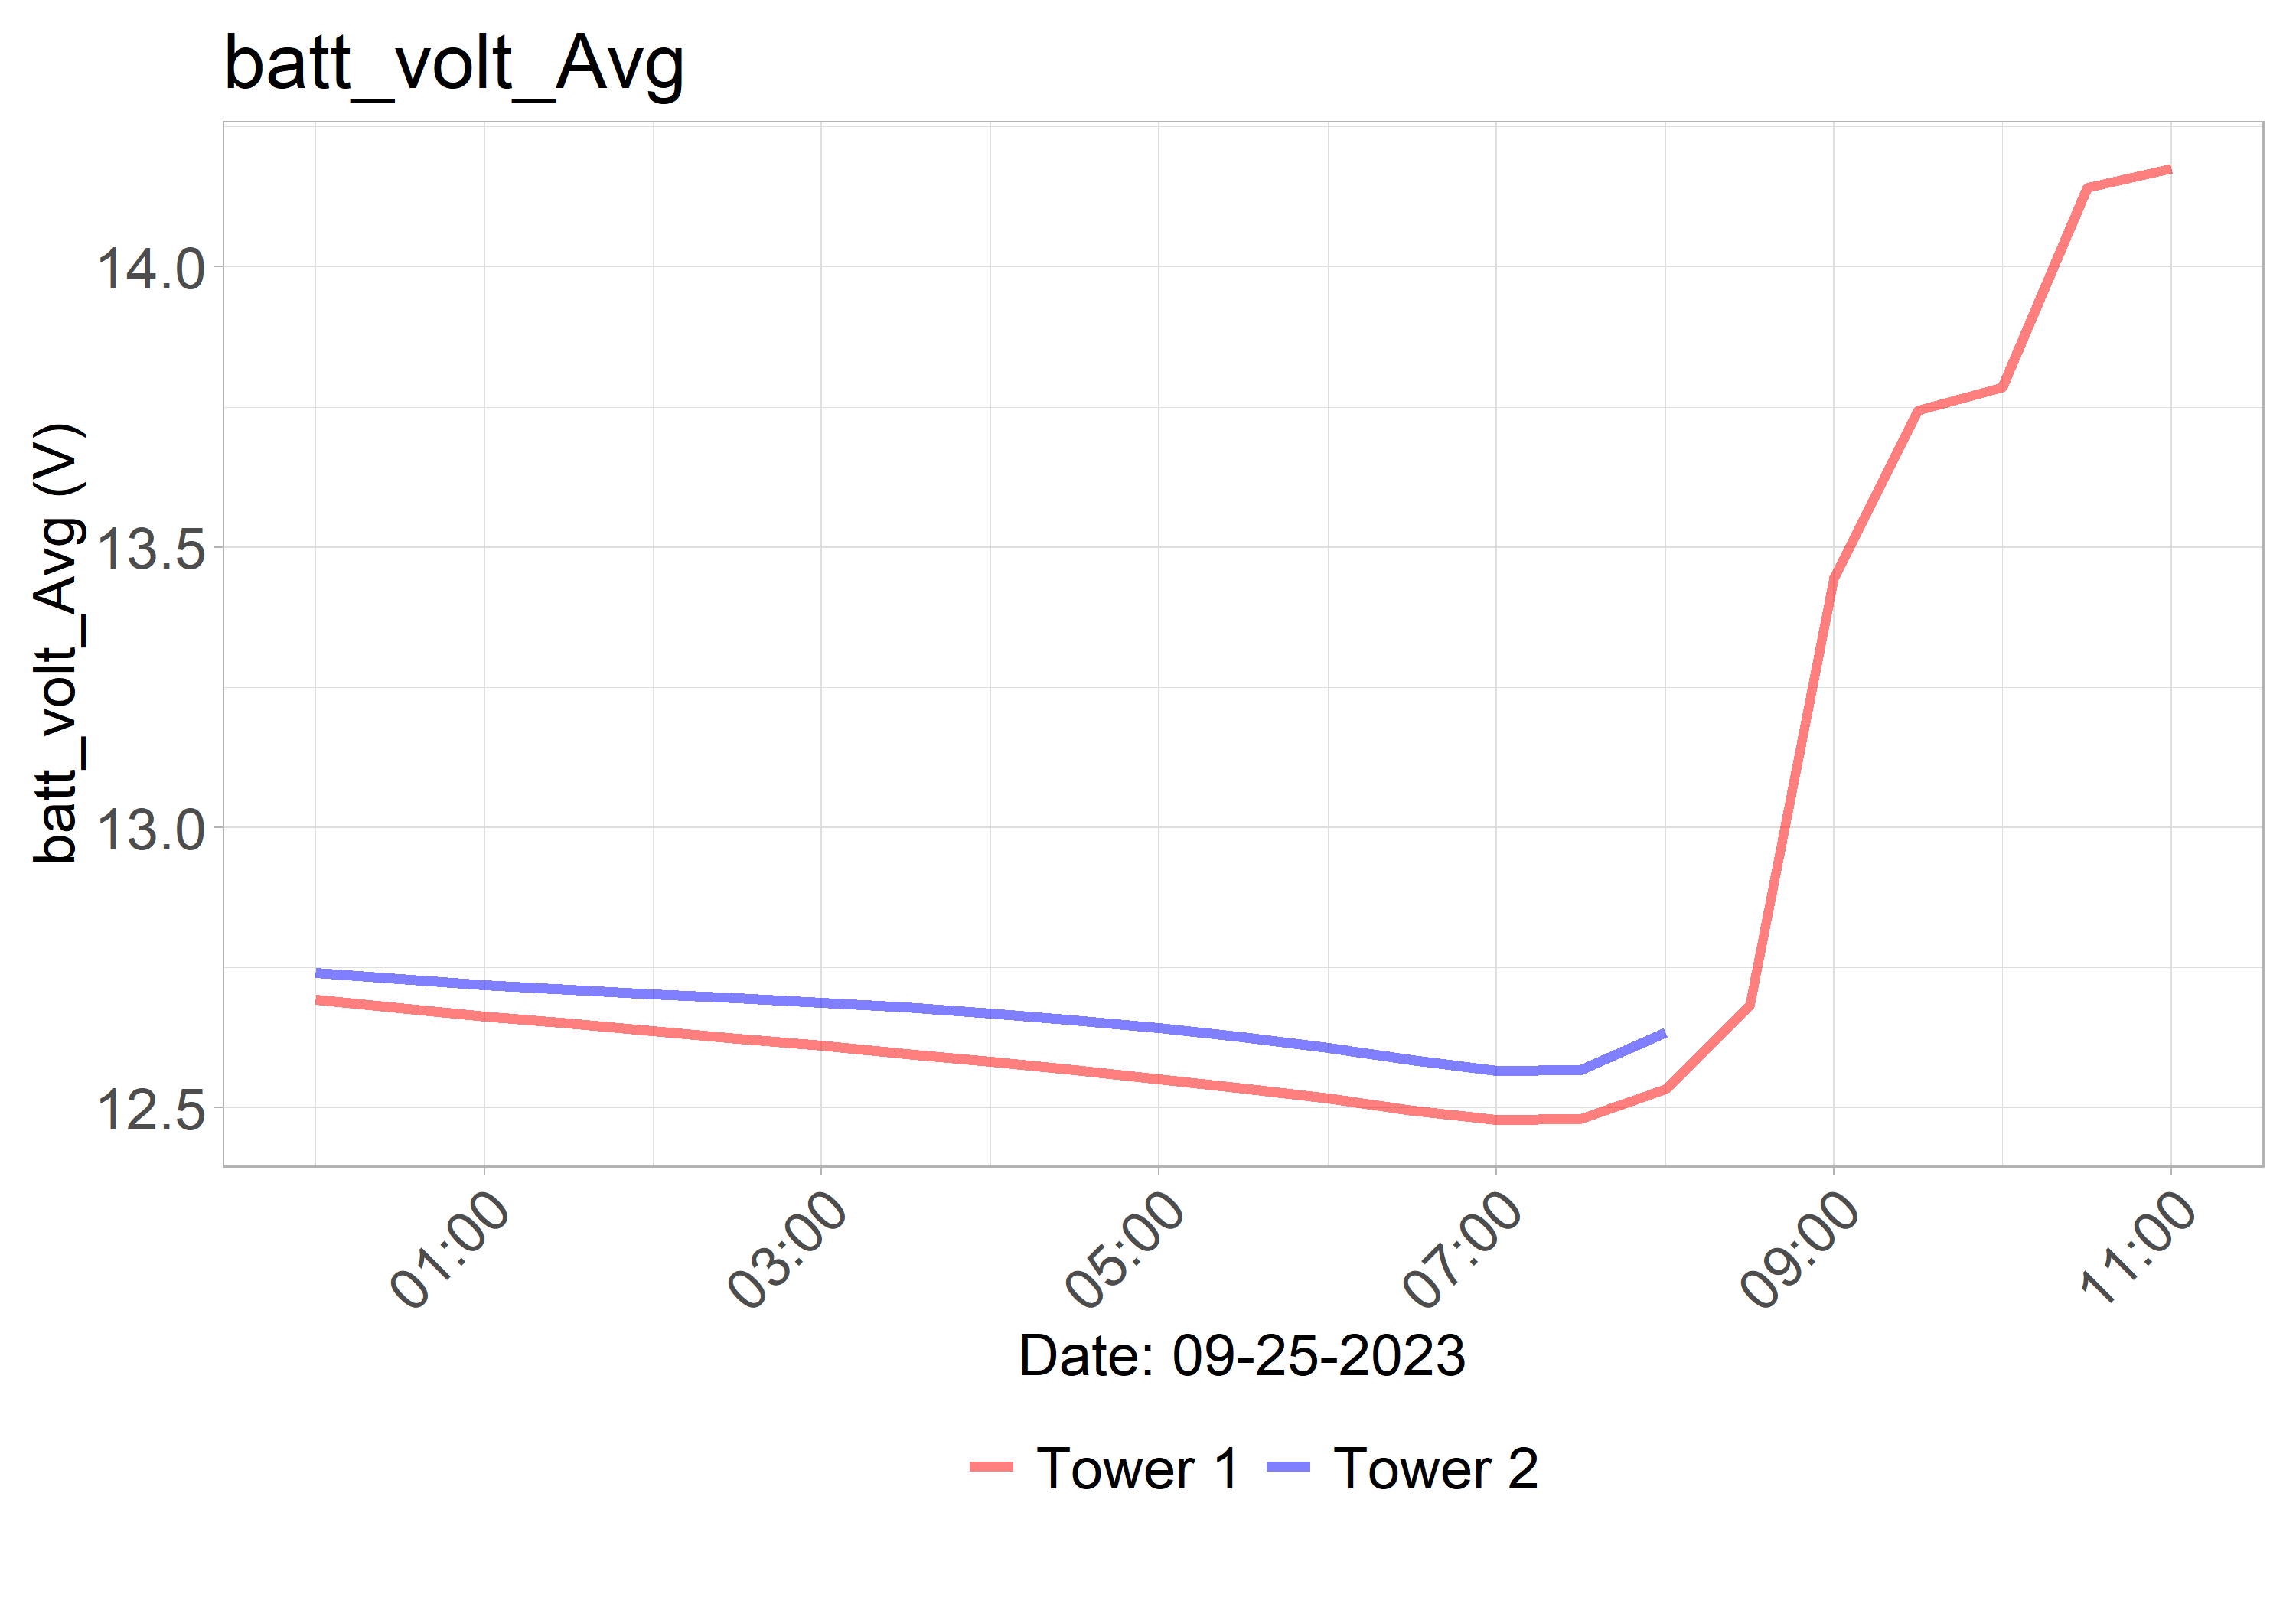 batt_volt_Avg
batt_volt_Avg (V)
14.0
13.5
13.0
12.5
01:00 03:00 05:00 07:00 09:00 11:00
Date: 09-25-2023
Tower 1 Tower 2